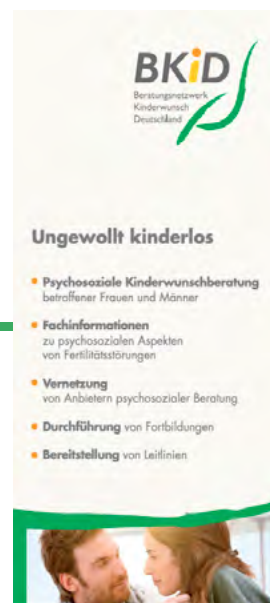 BKiD
Beratungsnetzwerk
Kinderwunsch
Deutschland
Ungewollt kinderlos
Psychosoziale Kinderwunschberatung
betroffener Frauen und Männer
Fachinformationen
zu psychosozialen Aspekten
von Fertilitätsstörungen
Vernetzung
von Anbietern psychosozialer Beratung
Durchführung von Fortbildungen
Bereitstellung von Leitlinien